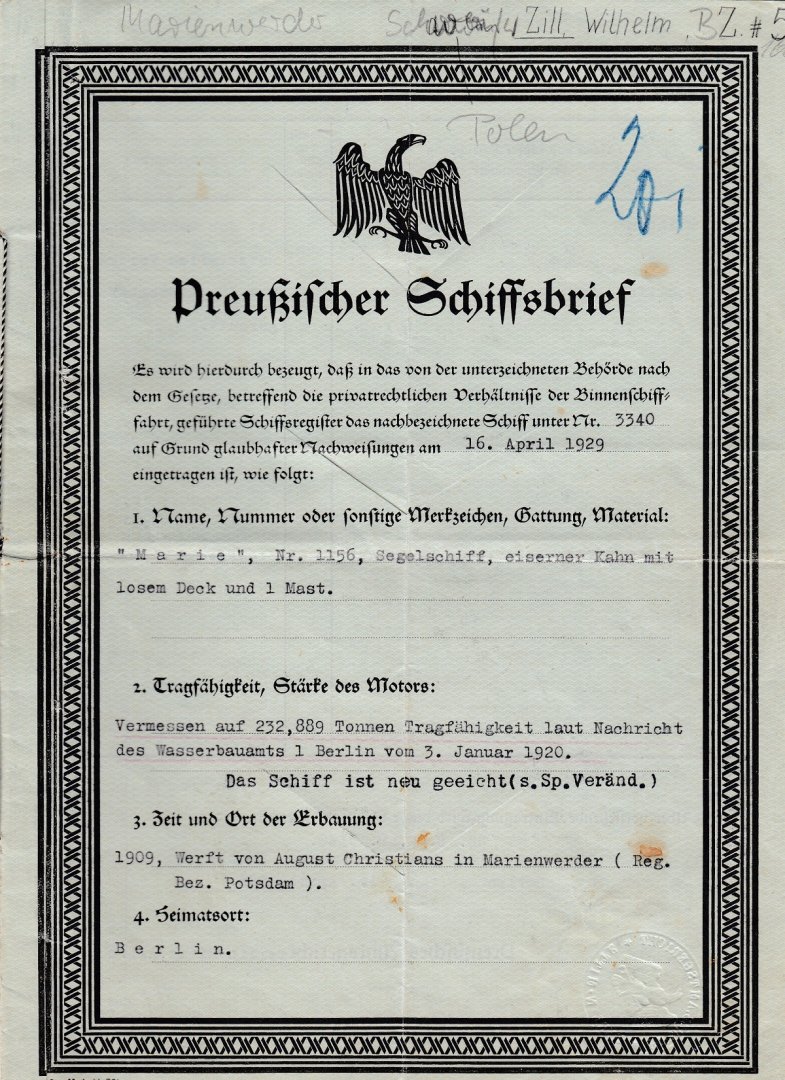 Marienwerder Zill, Wilhelm BZ. # 5
Polen
Preußischer Schiffsbrief
Es wird hierdurch bezeugt, daß in das von der unterzeichneten Behörde nach
dem Gesetze, betreffend die privatrechtlichen Verhältnisse der Binnenschiff-
fahrt, geführte Schiffsregister das nachbezeichnete Schiff unter Nr. 3340
auf Grund glaubhafter Nachweisungen am 16. April 1929
eingetragen ist, wie folgt:
1. Name, Nummer oder sonstige Merkzeichen, Gattung, Material:
" M a r i e ", Nr. 1156, Segelschiff, eiserner Kahn mit
losem Deck und 1 Mast.
2. Tragfähigkeit, Stärke des Motors:
Vermessen auf 232,889 Tonnen Tragfähigkeit laut Nachricht
des Wasserbauamts 1 Berlin vom 3. Januar 1920.
Das Schiff ist neu geeicht(s.Sp.Veränd.)
3. Zeit und Ort der Erbauung:
1909, Werft von August Christians in Marienwerder ( Reg.
Bez. Potsdam ).
4. Heimatsort:
B e r l i n.